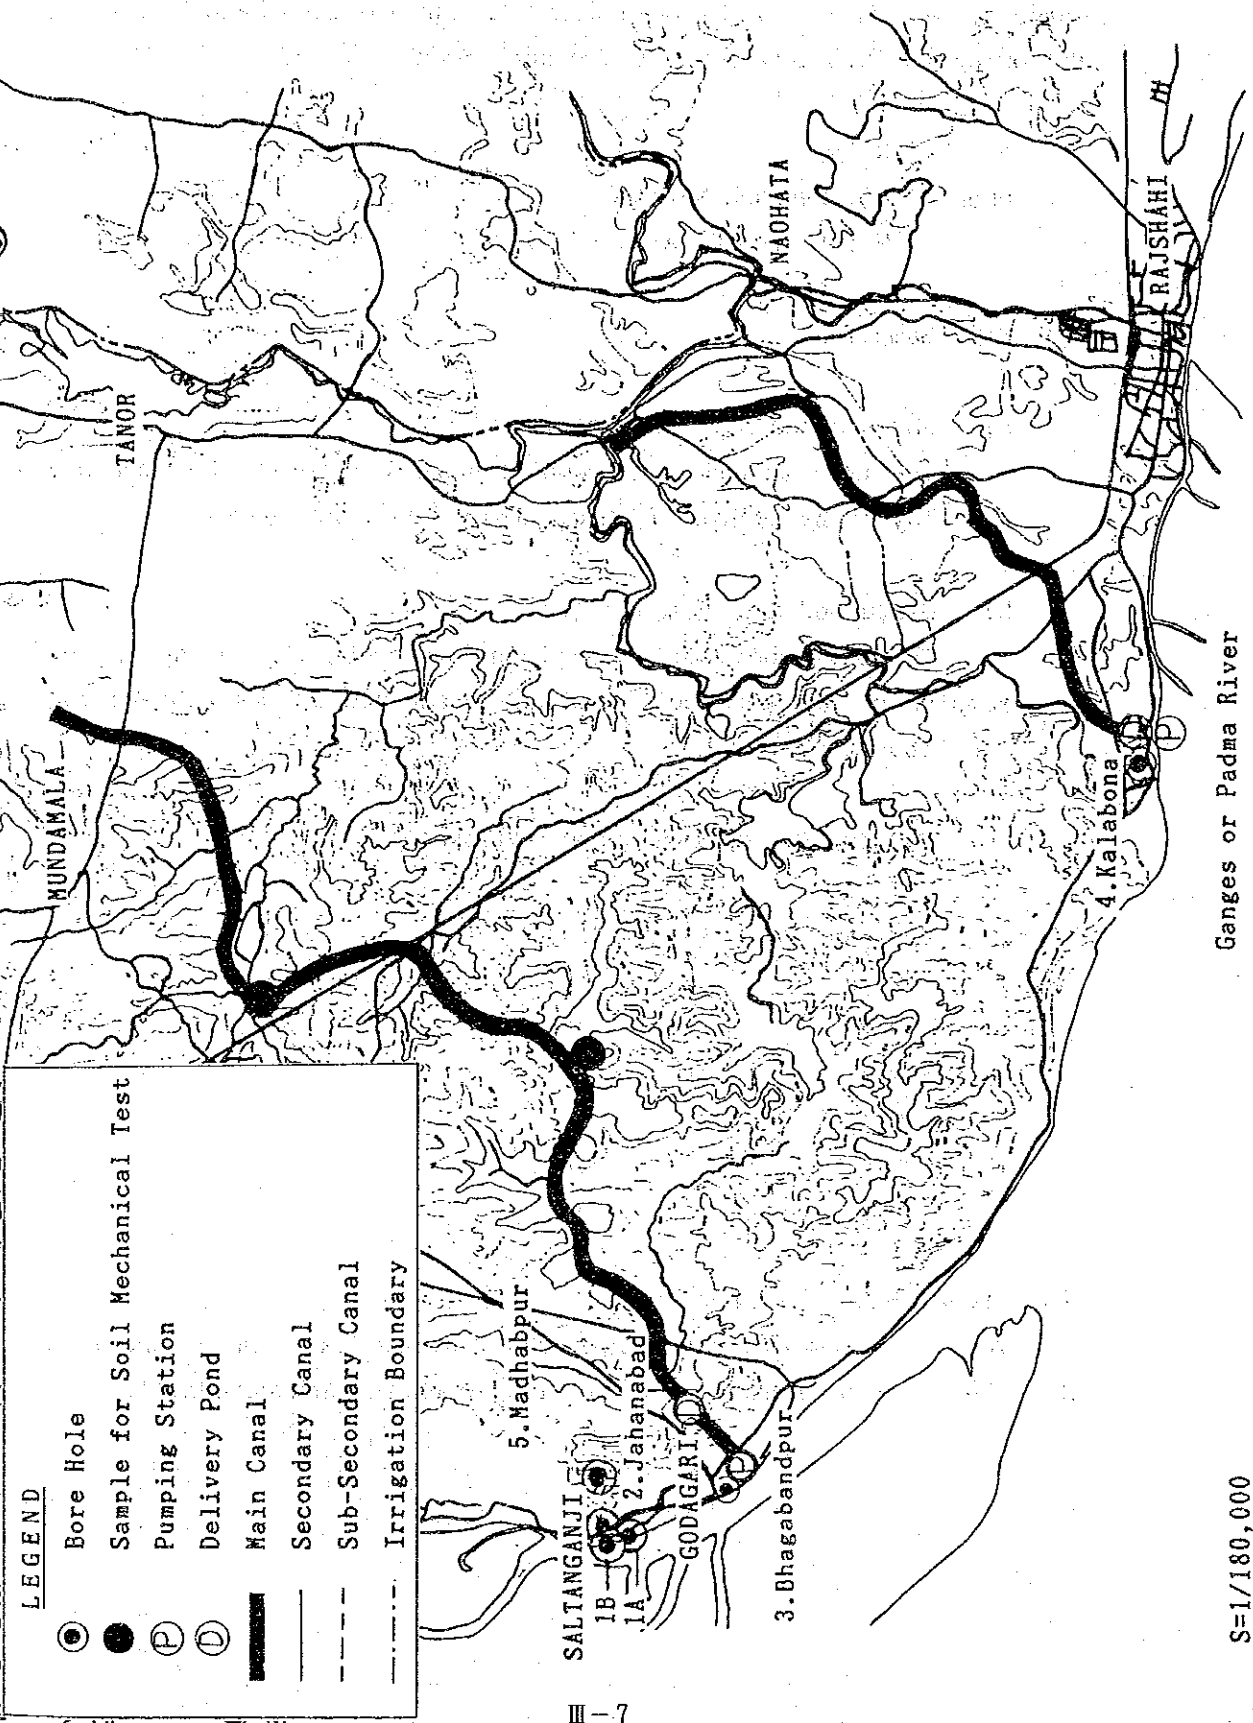 LEGEND
Bore Hole
Sample for Soil Mechanical Test
P Pumping Station
D Delivery Pond
Main Canal
Secondary Canal
Sub-Secondary Canal
Irrigation Boundary
MUNDAMALA
TANOR
NAOHATA
RAJSHAHI
5.Madhabpur
SALTANGANJI
1B
1A
2.Jahanabad
GODAGARI
D
P
3.Bhagabandpur
4.Kalabona
D
P
Ganges or Padma River
S=1/180,000
III-7